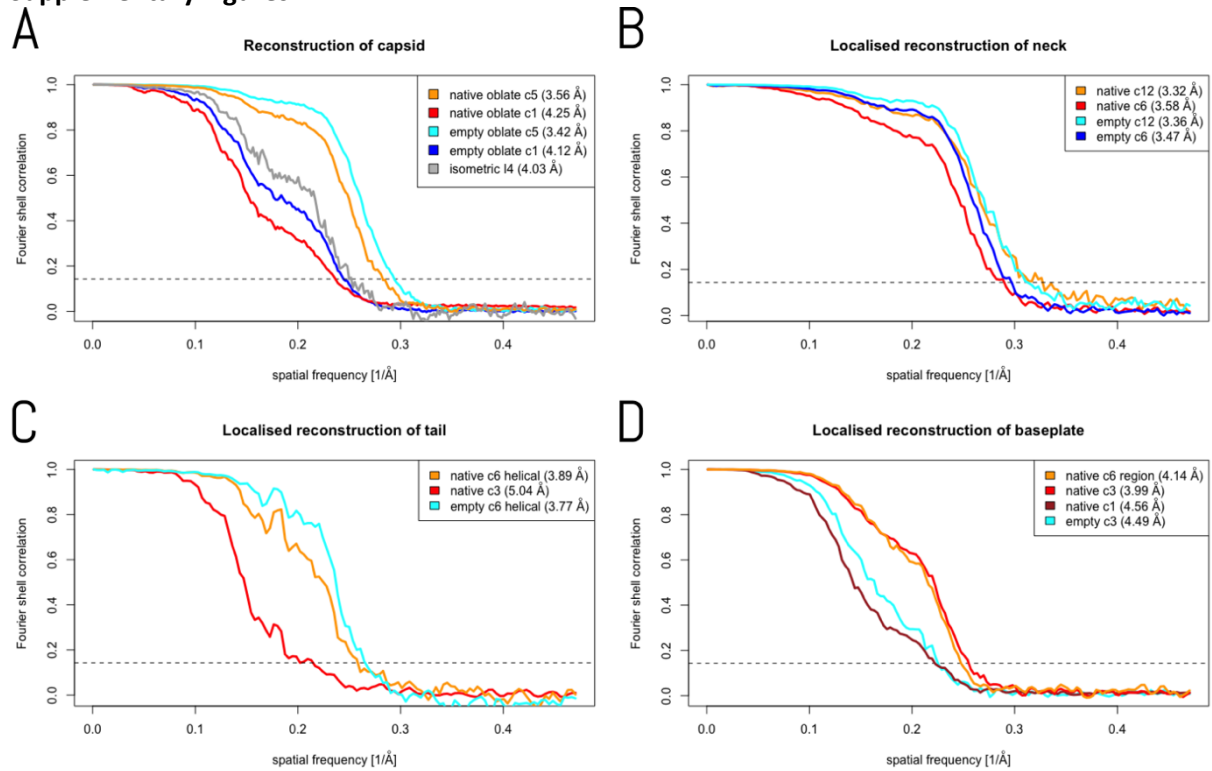 Supplementary Figures
A
Reconstruction of capsid
Fourier shell correlation
1.0
0.8
0.6
0.4
0.2
0.0
native oblate c5 (3.56 Å)
native oblate c1 (4.25 Å)
empty oblate c5 (3.42 Å)
empty oblate c1 (4.12 Å)
isometric I4 (4.03 Å)
0.0 0.1 0.2 0.3 0.4
spatial frequency [1/Å]
B
Localised reconstruction of neck
Fourier shell correlation
1.0
0.8
0.6
0.4
0.2
0.0
native c12 (3.32 Å)
native c6 (3.58 Å)
empty c12 (3.36 Å)
empty c6 (3.47 Å)
0.0 0.1 0.2 0.3 0.4
spatial frequency [1/Å]
C
Localised reconstruction of tail
Fourier shell correlation
1.0
0.8
0.6
0.4
0.2
0.0
native c6 helical (3.89 Å)
native c3 (5.04 Å)
empty c6 helical (3.77 Å)
0.0 0.1 0.2 0.3 0.4
spatial frequency [1/Å]
D
Localised reconstruction of baseplate
Fourier shell correlation
1.0
0.8
0.6
0.4
0.2
0.0
native c6 region (4.14 Å)
native c3 (3.99 Å)
native c1 (4.56 Å)
empty c3 (4.49 Å)
0.0 0.1 0.2 0.3 0.4
spatial frequency [1/Å]